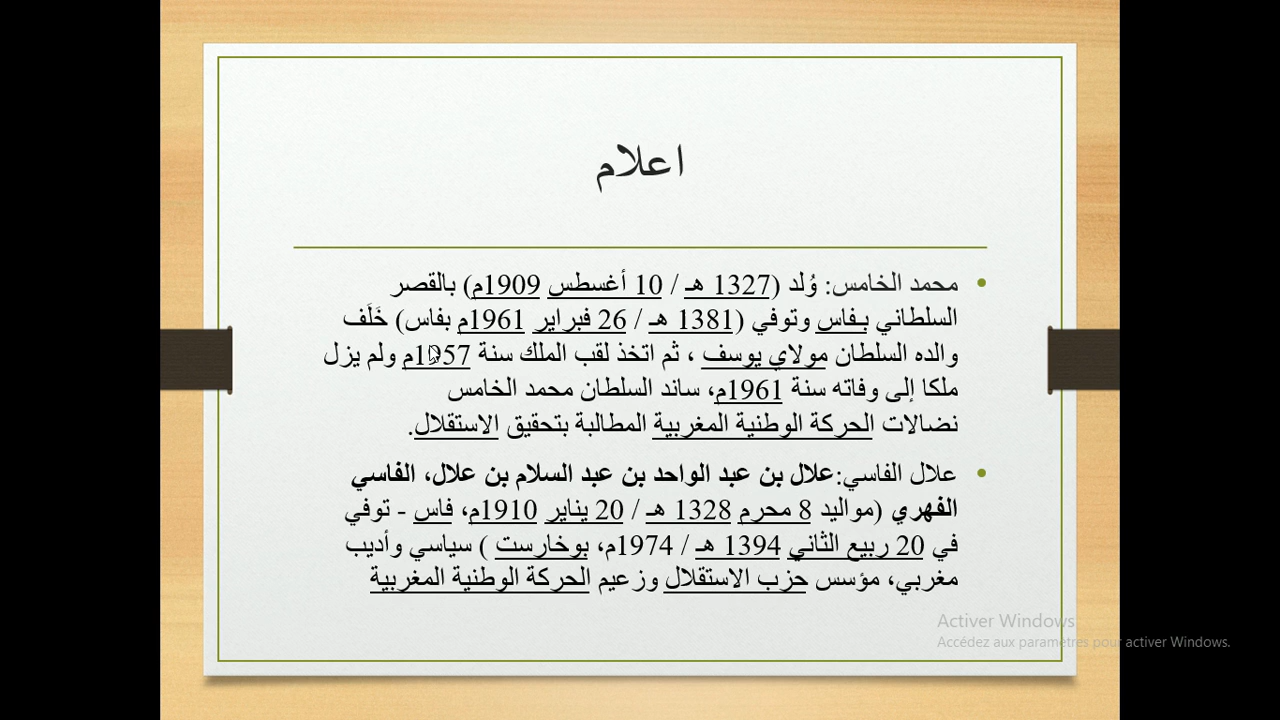 اعلام
محمد الخامس: وُلد (1327 هـ / 10 أغسطس 1909م) بالقصر
السلطاني بـفاس وتوفي (1381 هـ / 26 فبراير 1961م بفاس) خَلَف
والده السلطان مولاي يوسف ، ثم اتخذ لقب الملك سنة 1957م ولم يزل
ملكا إلى وفاته سنة 1961م، ساند السلطان محمد الخامس
نضالات الحركة الوطنية المغربية المطالبة بتحقيق الاستقلال.
علال الفاسي:علال بن عبد الواحد بن عبد السلام بن علال، الفاسي
الفهري (مواليد 8 محرم 1328 هـ / 20 يناير 1910م، فاس - توفي
في 20 ربيع الثاني 1394 هـ / 1974م، بوخارست ) سياسي وأديب
مغربي، مؤسس حزب الاستقلال وزعيم الحركة الوطنية المغربية
Activer Windows
Accédez aux paramètres pour activer Windows.